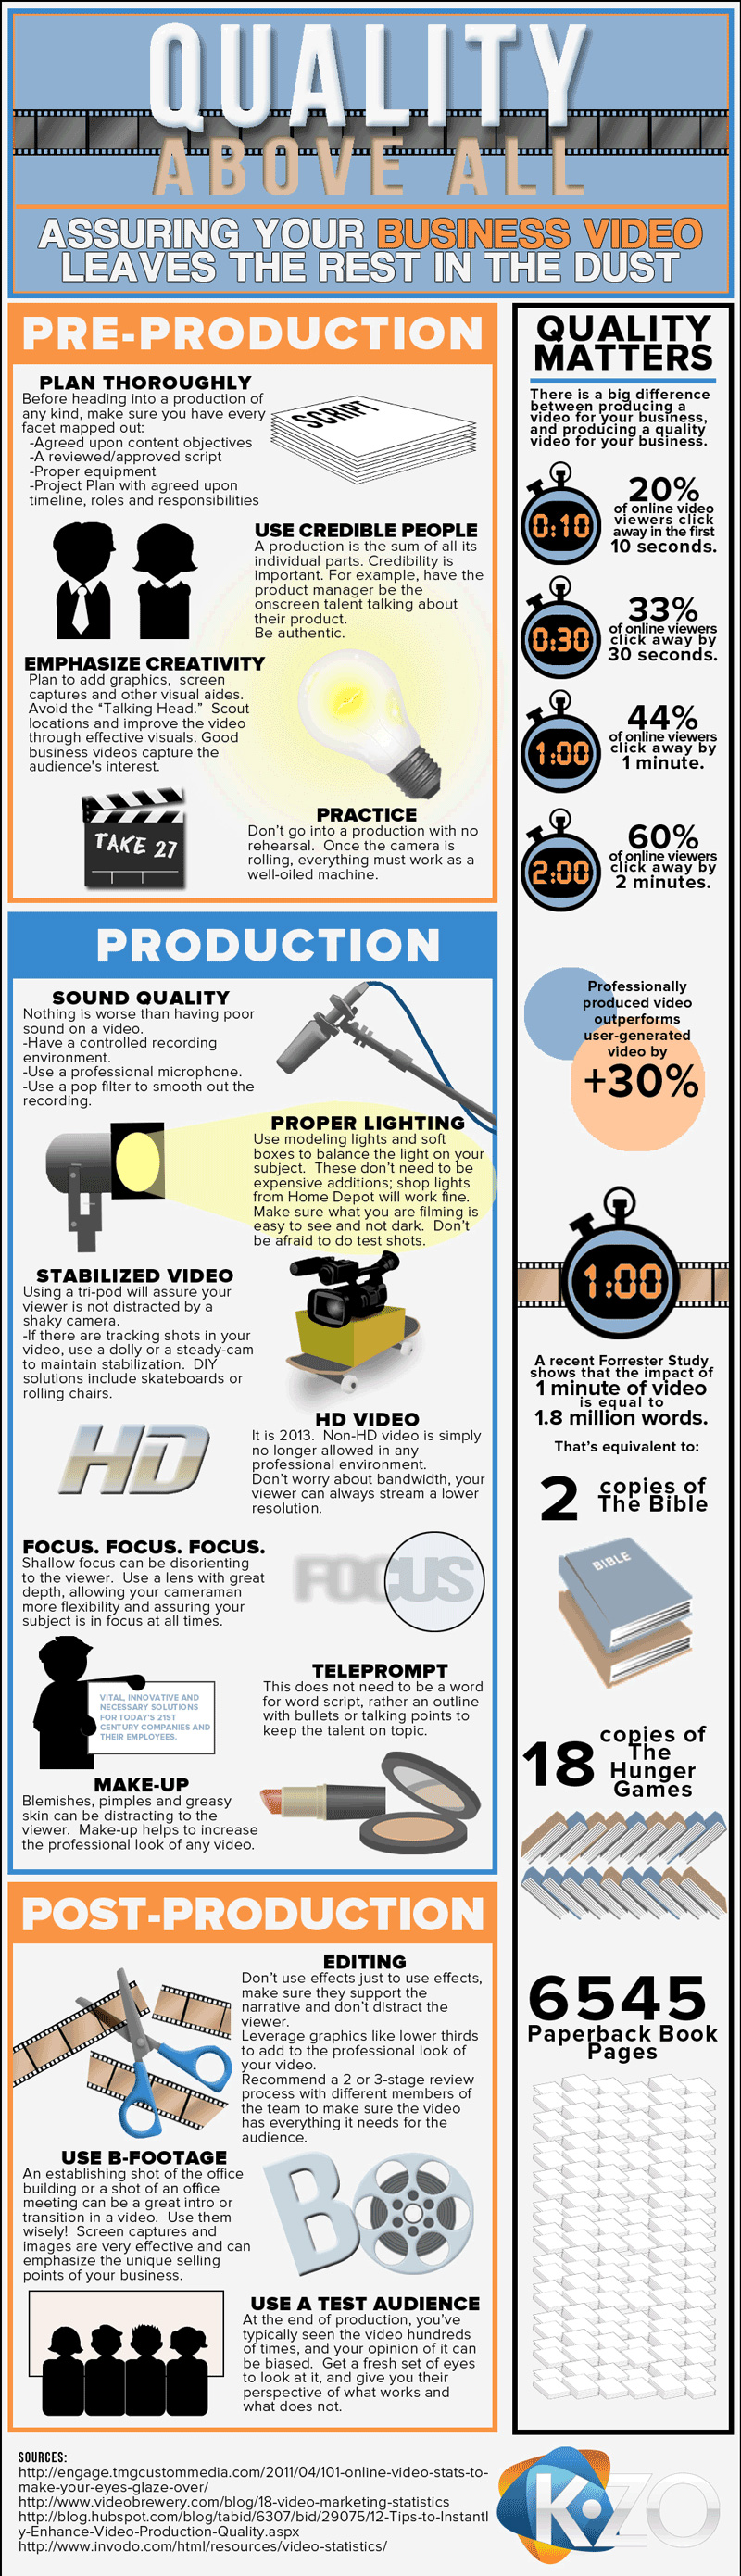 QUALITY
ABOVE ALL
ASSURING YOUR BUSINESS VIDEO
LEAVES THE REST IN THE DUST
PRE-PRODUCTION
PLAN THOROUGHLY
Before heading into a production of
any kind, make sure you have every
facet mapped out:
-Agreed upon content objectives
-A reviewed/approved script
-Proper equipment
-Project Plan with agreed upon
timeline, roles and responsibilities
SCRIPT
USE CREDIBLE PEOPLE
A production is the sum of all its
individual parts. Credibility is
important. For example, have the
product manager be the
onscreen talent talking about
their product.
Be authentic.
EMPHASIZE CREATIVITY
Plan to add graphics, screen
captures and other visual aides.
Avoid the “Talking Head.” Scout
locations and improve the video
through effective visuals. Good
business videos capture the
audience's interest.
TAKE 27
PRACTICE
Don’t go into a production with no
rehearsal. Once the camera is
rolling, everything must work as a
well-oiled machine.
PRODUCTION
SOUND QUALITY
Nothing is worse than having poor
sound on a video.
-Have a controlled recording
environment.
-Use a professional microphone.
-Use a pop filter to smooth out the
recording.
PROPER LIGHTING
Use modeling lights and soft
boxes to balance the light on your
subject. These don’t need to be
expensive additions; shop lights
from Home Depot will work fine.
Make sure what you are filming is
easy to see and not dark. Don’t
be afraid to do test shots.
STABILIZED VIDEO
Using a tri-pod will assure your
viewer is not distracted by a
shaky camera.
-If there are tracking shots in your
video, use a dolly or a steady-cam
to maintain stabilization. DIY
solutions include skateboards or
rolling chairs.
HD
HD VIDEO
It is 2013. Non-HD video is simply
no longer allowed in any
professional environment.
Don’t worry about bandwidth, your
viewer can always stream a lower
resolution.
FOCUS. FOCUS. FOCUS.
Shallow focus can be disorienting
to the viewer. Use a lens with great
depth, allowing your cameraman
more flexibility and assuring your
subject is in focus at all times.
FOCUS
VITAL, INNOVATIVE AND
NECESSARY SOLUTIONS
FOR TODAY'S 21ST
CENTURY COMPANIES AND
THEIR EMPLOYEES.
TELEPROMPT
This does not need to be a word
for word script, rather an outline
with bullets or talking points to
keep the talent on topic.
MAKE-UP
Blemishes, pimples and greasy
skin can be distracting to the
viewer. Make-up helps to increase
the professional look of any video.
POST-PRODUCTION
EDITING
Don’t use effects just to use effects,
make sure they support the
narrative and don’t distract the
viewer.
Leverage graphics like lower thirds
to add to the professional look of
your video.
Recommend a 2 or 3-stage review
process with different members of
the team to make sure the video
has everything it needs for the
audience.
USE B-FOOTAGE
An establishing shot of the office
building or a shot of an office
meeting can be a great intro or
transition in a video. Use them
wisely! Screen captures and
images are very effective and can
emphasize the unique selling
points of your business.
B
USE A TEST AUDIENCE
At the end of production, you’ve
typically seen the video hundreds
of times, and your opinion of it can
be biased. Get a fresh set of eyes
to look at it, and give you their
perspective of what works and
what does not.
QUALITY
MATTERS
There is a big difference
between producing a
video for your business,
and producing a quality
video for your business.
0:10
20%
of online video
viewers click
away in the first
10 seconds.
0:30
33%
of online viewers
click away by
30 seconds.
1:00
44%
of online viewers
click away by
1 minute.
2:00
60%
of online viewers
click away by
2 minutes.
Professionally
produced video
outperforms
user-generated
video by
+30%
1:00
A recent Forrester Study
shows that the impact of
1 minute of video
is equal to
1.8 million words.
That’s equivalent to:
2 copies of
The Bible
BIBLE
18 copies of
The
Hunger
Games
6545
Paperback Book
Pages
SOURCES:
http://engage.tmgcustommedia.com/2011/04/101-online-video-stats-to-
make-your-eyes-glaze-over/
http://www.videobrewery.com/blog/18-video-marketing-statistics
http://blog.hubspot.com/blog/tabid/6307/bid/29075/12-Tips-to-Instantl
y-Enhance-Video-Production-Quality.aspx
http://www.invodo.com/html/resources/video-statistics/
K·ZO